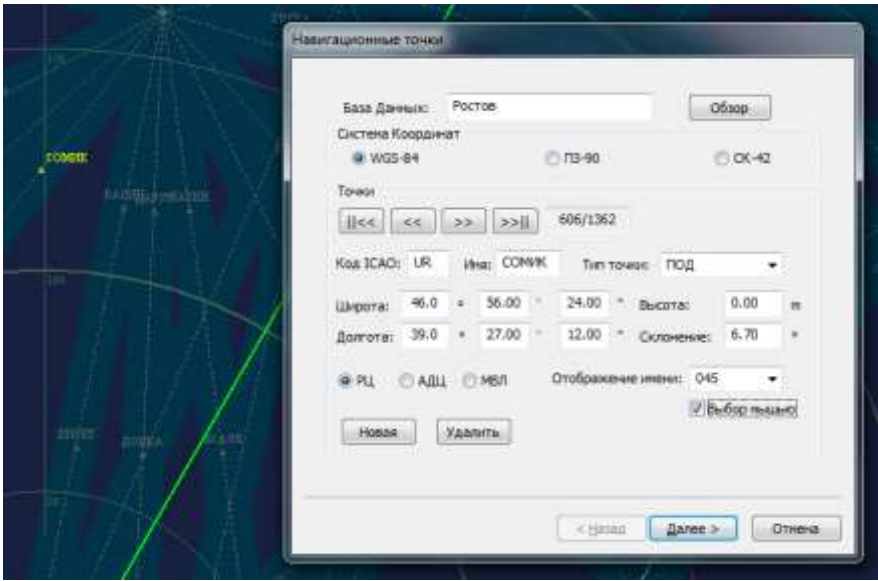 Навигационные точки
База Данных: Ростов Обзор
Система Координат
WGS-84 ПЗ-90 СК-42
Точки
||<< << >> >>|| 606/1362
Код ICAO: UR Имя: СОМИК Тип точки: ПОД
Широта: 46.0 ° 56.00 ' 24.00 " Высота: 0.00 m
Долгота: 39.0 ° 27.00 ' 12.00 " Склонение: 6.70 °
РЦ АДЦ МВЛ Отображение имени: 045
Выбор мышью
Новая Удалить
< Назад Далее > Отмена
СОМИК
ДОЦКА